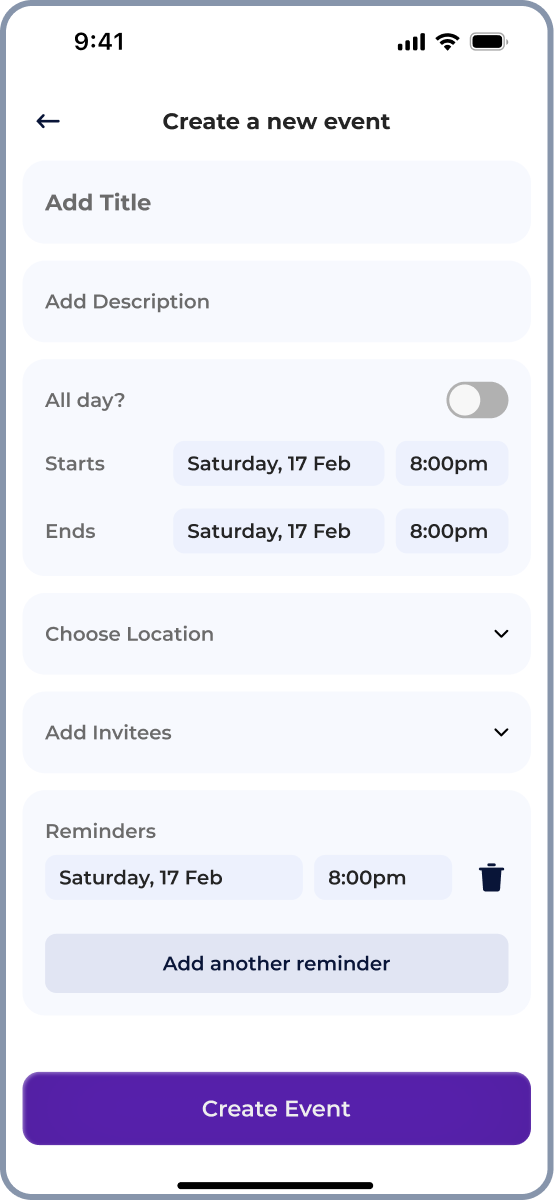 9:41
Create a new event
Add Title
Add Description
All day?
Starts Saturday, 17 Feb 8:00pm
Ends Saturday, 17 Feb 8:00pm
Choose Location
Add Invitees
Reminders
Saturday, 17 Feb 8:00pm
Add another reminder
Create Event